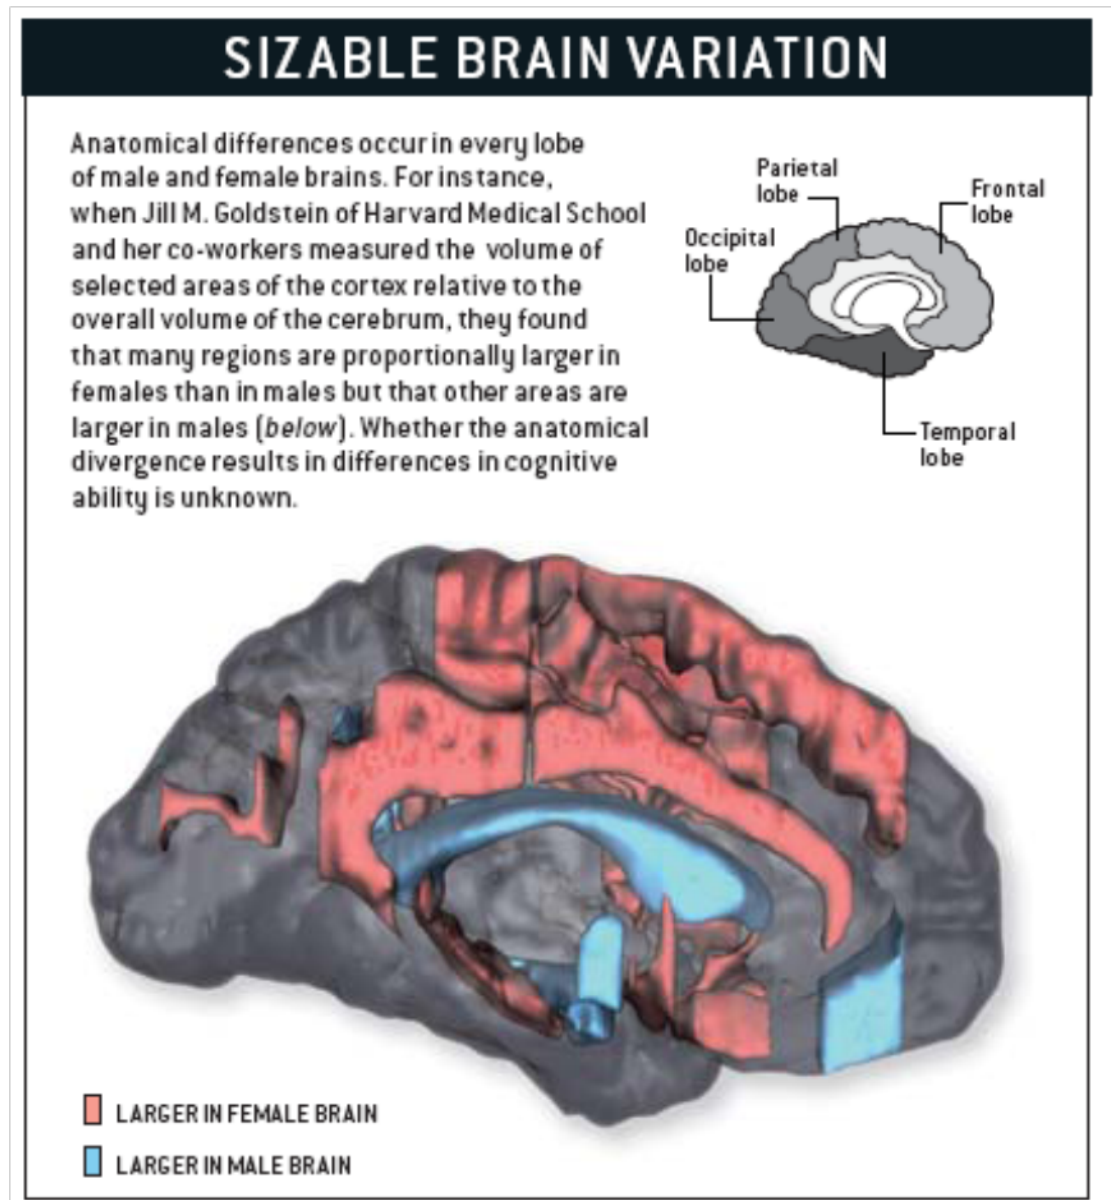 SIZABLE BRAIN VARIATION
Anatomical differences occur in every lobe
of male and female brains. For instance,
when Jill M. Goldstein of Harvard Medical School
and her co-workers measured the volume of
selected areas of the cortex relative to the
overall volume of the cerebrum, they found
that many regions are proportionally larger in
females than in males but that other areas are
larger in males (below). Whether the anatomical
divergence results in differences in cognitive
ability is unknown.
Parietal
lobe
Frontal
lobe
Occipital
lobe
Temporal
lobe
LARGER IN FEMALE BRAIN
LARGER IN MALE BRAIN